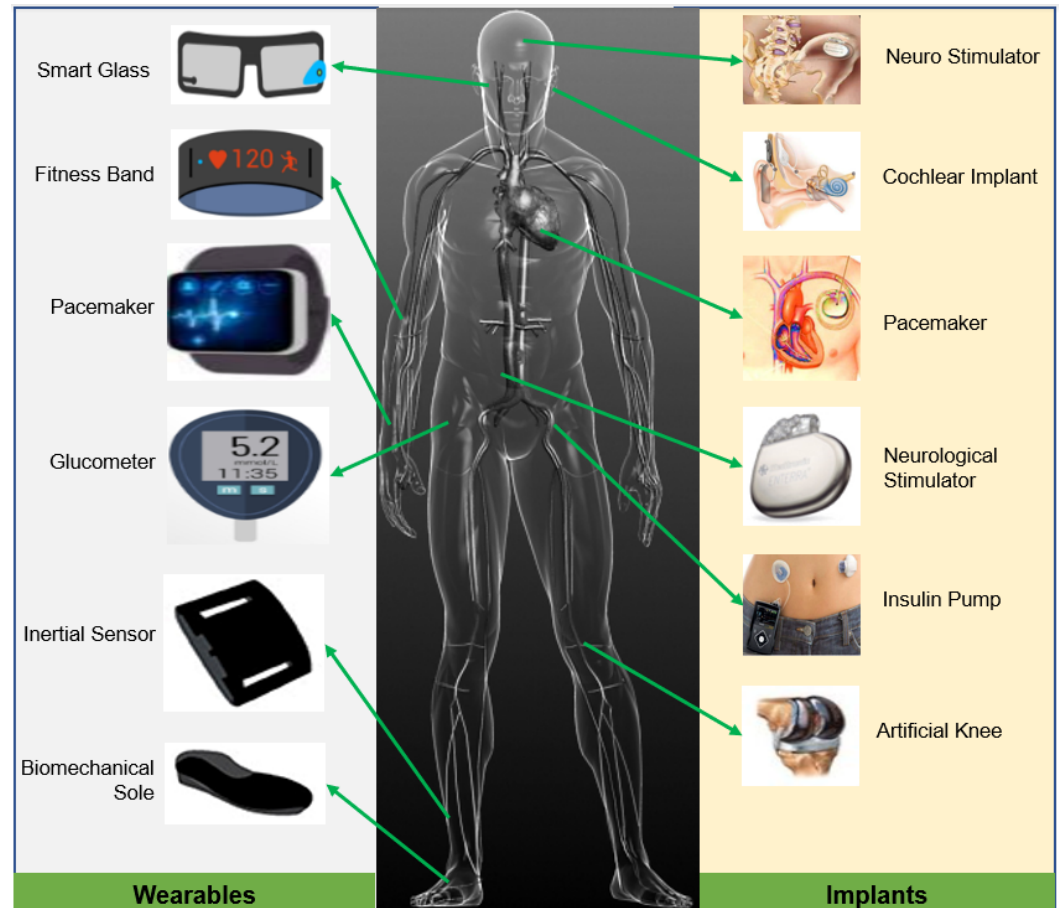 Smart Glass
Fitness Band
120
Pacemaker
Glucometer
5.2
mmol/L
11:35
m s
Inertial Sensor
Biomechanical
Sole
Wearables
Neuro Stimulator
Cochlear Implant
Pacemaker
Neurological
Stimulator
Insulin Pump
Artificial Knee
Implants